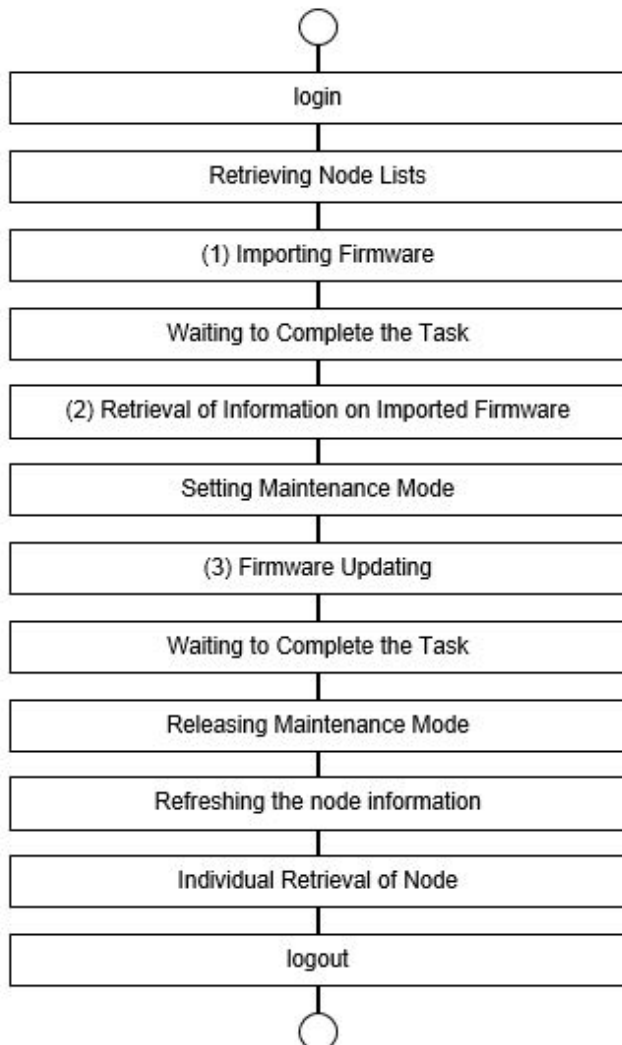 login
Retrieving Node Lists
(1) Importing Firmware
Waiting to Complete the Task
(2) Retrieval of Information on Imported Firmware
Setting Maintenance Mode
(3) Firmware Updating
Waiting to Complete the Task
Releasing Maintenance Mode
Refreshing the node information
Individual Retrieval of Node
logout